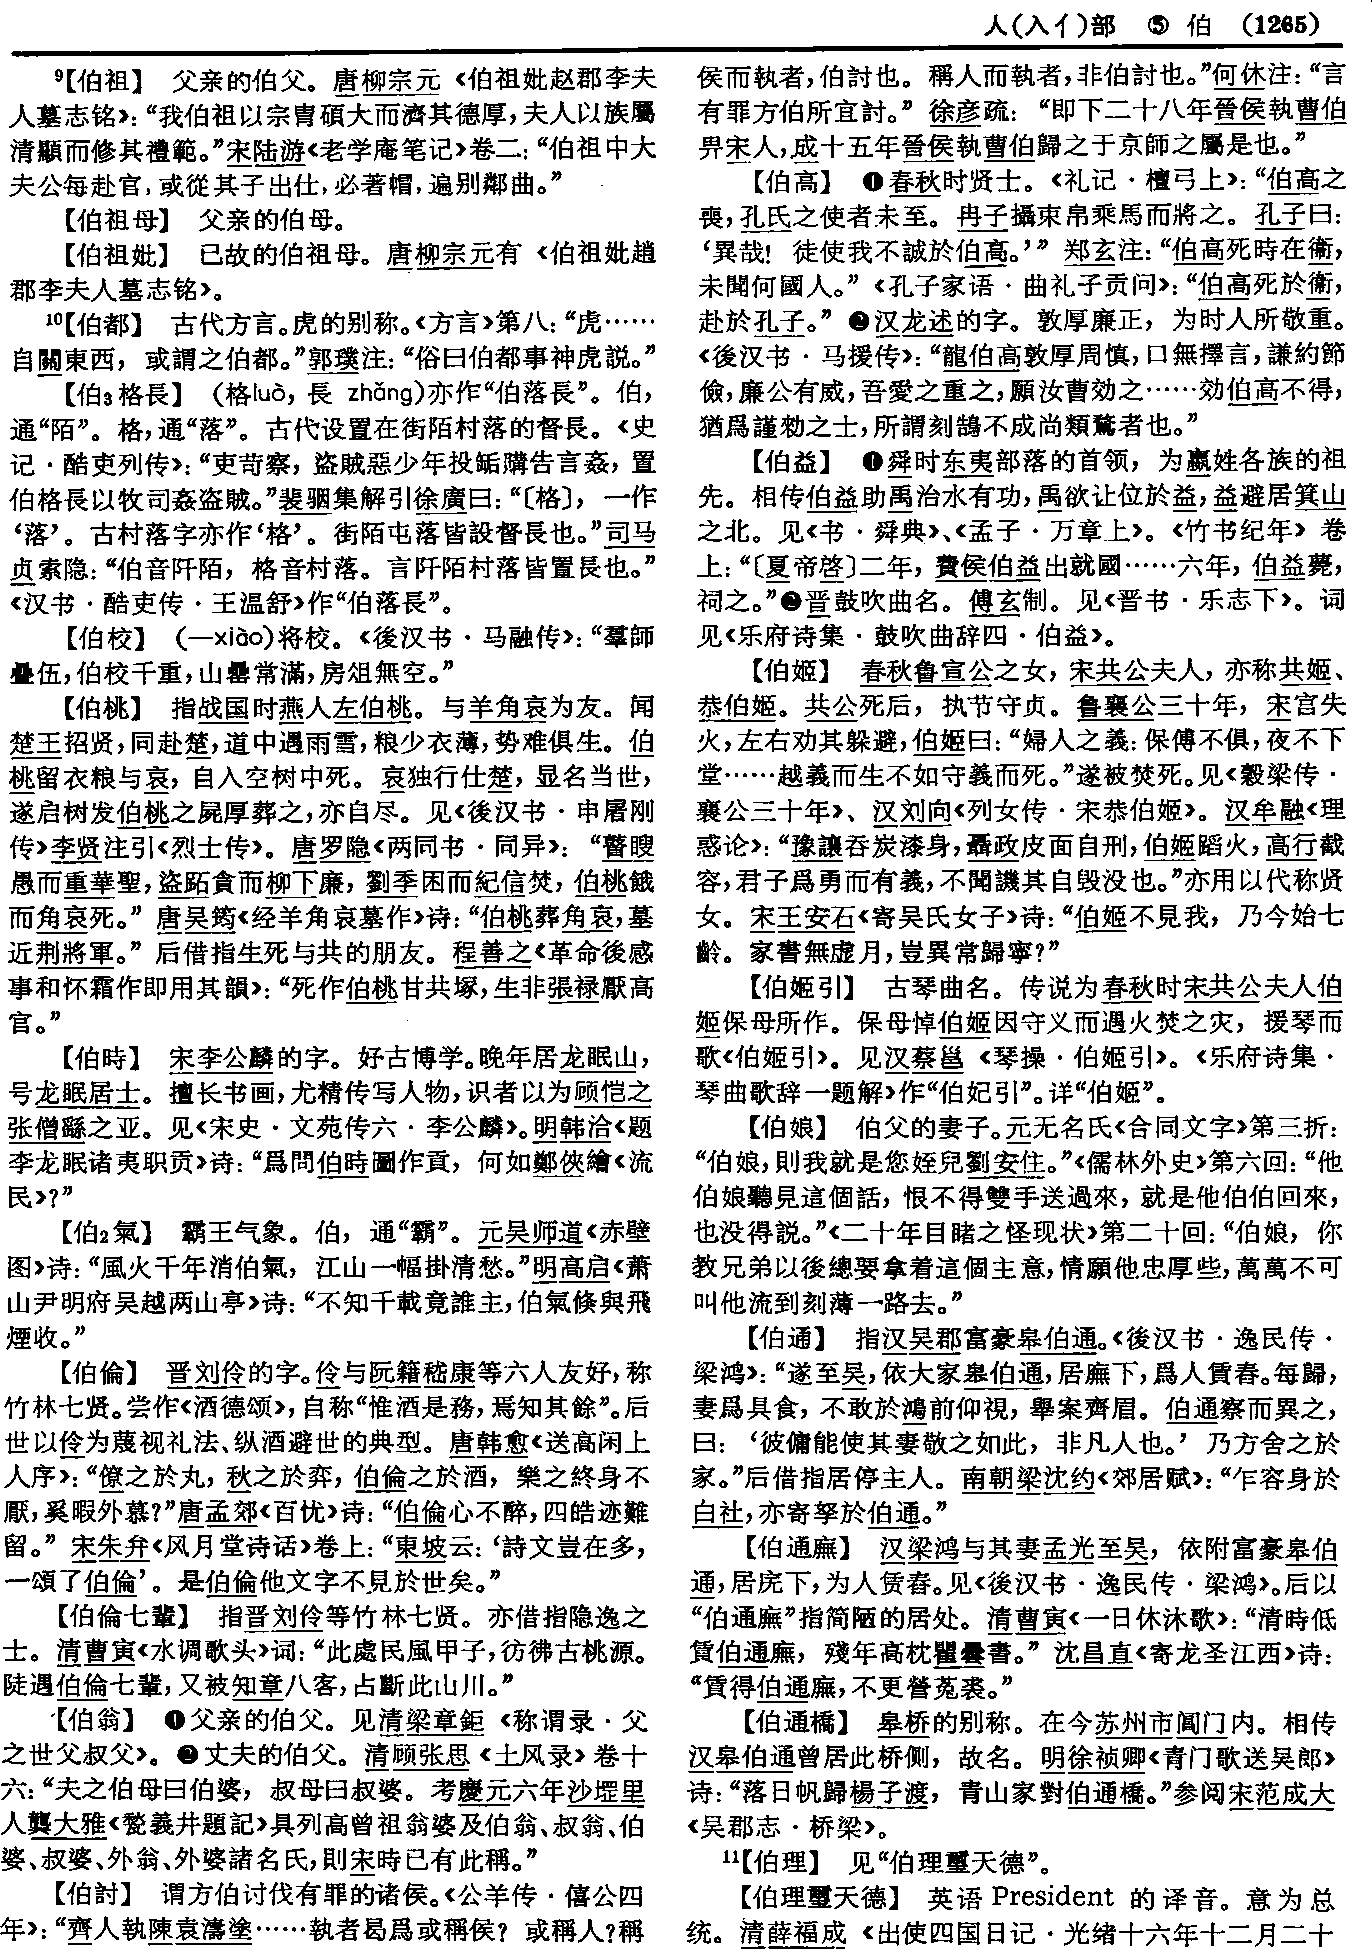 人(入亻)部 ⑤ 伯 (1265)
⁹【伯祖】 父亲的伯父。唐柳宗元《伯祖妣赵郡李夫
人墓志铭》：“我伯祖以宗胄碩大而濟其德厚，夫人以族屬
清顯而修其禮範。”宋陆游《老学庵笔记》卷二：“伯祖中大
夫公每赴官，或從其子出仕，必著帽，遍别鄰曲。”
【伯祖母】 父亲的伯母。
【伯祖妣】 已故的伯祖母。唐柳宗元有《伯祖妣趙
郡李夫人墓志铭》。
¹⁰【伯都】 古代方言。虎的别称。《方言》第八：“虎……
自關東西，或謂之伯都。”郭璞注：“俗曰伯都事神虎説。”
【伯₃格長】 (格luò，長 zhǎng)亦作“伯落長”。伯，
通“陌”。格，通“落”。古代设置在街陌村落的督長。《史
记·酷吏列传》：“吏苛察，盗賊惡少年投缿購告言姦，置
伯格長以牧司姦盗賊。”裴骃集解引徐廣曰：“〔格〕，一作
‘落’。古村落字亦作‘格’。街陌屯落皆設督長也。”司马
贞索隐：“伯音阡陌，格音村落。言阡陌村落皆置長也。”
《汉书·酷吏传·王温舒》作“伯落長”。
【伯校】 (—xiào)将校。《後汉书·马融传》：“羣師
疊伍，伯校千重，山罍常滿，房俎無空。”
【伯桃】 指战国时燕人左伯桃。与羊角哀为友。闻
楚王招贤，同赴楚，道中遇雨雪，粮少衣薄，势难俱生。伯
桃留衣粮与哀，自入空树中死。哀独行仕楚，显名当世，
遂启树发伯桃之屍厚葬之，亦自尽。见《後汉书·申屠刚
传》李贤注引《烈士传》。唐罗隐《两同书·同异》：“瞽瞍
愚而重華聖，盗跖貪而柳下廉，劉季困而紀信焚，伯桃餓
而角哀死。”唐吴筠《经羊角哀墓作》诗：“伯桃葬角哀，墓
近荆將軍。”后借指生死与共的朋友。程善之《革命後感
事和怀霜作即用其韻》：“死作伯桃甘共塚，生非張禄厭高
官。”
【伯時】 宋李公麟的字。好古博学。晚年居龙眠山，
号龙眠居士。擅长书画，尤精传写人物，识者以为顾恺之
张僧繇之亚。见《宋史·文苑传六·李公麟》。明韩洽《题
李龙眠诸夷职贡》诗：“爲問伯時圖作貢，何如鄭俠繪《流
民》?”
【伯₂氣】 霸王气象。伯，通“霸”。元吴师道《赤壁
图》诗：“風火千年消伯氣，江山一幅掛清愁。”明高启《萧
山尹明府吴越两山亭》诗：“不知千載竟誰主，伯氣倏與飛
煙收。”
【伯倫】 晋刘伶的字。伶与阮籍嵇康等六人友好，称
竹林七贤。尝作《酒德颂》，自称“惟酒是務，焉知其餘”。后
世以伶为蔑视礼法、纵酒避世的典型。唐韩愈《送高闲上
人序》：“僚之於丸，秋之於弈，伯倫之於酒，樂之終身不
厭，奚暇外慕?”唐孟郊《百忧》诗：“伯倫心不醉，四皓迹難
留。”宋朱弁《风月堂诗话》卷上：“東坡云：‘詩文豈在多，
一頌了伯倫’。是伯倫他文字不見於世矣。”
【伯倫七輩】 指晋刘伶等竹林七贤。亦借指隐逸之
士。清曹寅《水调歌头》词：“此處民風甲子，彷彿古桃源。
陡遇伯倫七輩，又被知章八客，占斷此山川。”
【伯翁】 ❶父亲的伯父。见清梁章鉅《称谓录·父
之世父叔父》。❷丈夫的伯父。清顾张思《土风录》卷十
六：“夫之伯母曰伯婆，叔母曰叔婆。考慶元六年沙堽里
人龔大雅《甃義井題記》具列高曾祖翁婆及伯翁、叔翁、伯
婆、叔婆、外翁、外婆諸名氏，則宋時已有此稱。”
【伯討】 谓方伯讨伐有罪的诸侯。《公羊传·僖公四
年》：“齊人執陳袁濤塗……執者曷爲或稱侯？或稱人？稱
侯而執者，伯討也。稱人而執者，非伯討也。”何休注：“言
有罪方伯所宜討。”徐彦疏：“即下二十八年晉侯執曹伯
畀宋人，成十五年晉侯執曹伯歸之于京師之屬是也。”
【伯高】 ❶春秋时贤士。《礼记·檀弓上》：“伯高之
喪，孔氏之使者未至。冉子攝束帛乘馬而將之。孔子曰：
‘異哉！徒使我不誠於伯高。’”郑玄注：“伯高死時在衛，
未聞何國人。”《孔子家语·曲礼子贡问》：“伯高死於衛，
赴於孔子。”❷汉龙述的字。敦厚廉正，为时人所敬重。
《後汉书·马援传》：“龍伯高敦厚周慎，口無擇言，謙約節
儉，廉公有威，吾愛之重之，願汝曹効之……効伯高不得，
猶爲謹勑之士，所謂刻鵠不成尚類鶩者也。”
【伯益】 ❶舜时东夷部落的首领，为嬴姓各族的祖
先。相传伯益助禹治水有功，禹欲让位於益，益避居箕山
之北。见《书·舜典》、《孟子·万章上》。《竹书纪年》卷
上：“〔夏帝启〕二年，費侯伯益出就國……六年，伯益薨，
祠之。”❷晋鼓吹曲名。傅玄制。见《晋书·乐志下》。词
见《乐府诗集·鼓吹曲辞四·伯益》。
【伯姬】 春秋鲁宣公之女，宋共公夫人，亦称共姬、
恭伯姬。共公死后，执节守贞。鲁襄公三十年，宋宫失
火，左右劝其躲避，伯姬曰：“婦人之義：保傅不俱，夜不下
堂……越義而生不如守義而死。”遂被焚死。见《穀梁传·
襄公三十年》、汉刘向《列女传·宋恭伯姬》。汉牟融《理
惑论》：“豫讓吞炭漆身，聶政皮面自刑，伯姬蹈火，高行截
容，君子爲勇而有義，不聞譏其自毁没也。”亦用以代称贤
女。宋王安石《寄吴氏女子》诗：“伯姬不見我，乃今始七
齡。家書無虚月，豈異常歸寧?”
【伯姬引】 古琴曲名。传说为春秋时宋共公夫人伯
姬保母所作。保母悼伯姬因守义而遇火焚之灾，援琴而
歌《伯姬引》。见汉蔡邕《琴操·伯姬引》。《乐府诗集·
琴曲歌辞一题解》作“伯妃引”。详“伯姬”。
【伯娘】 伯父的妻子。元无名氏《合同文字》第三折：
“伯娘，則我就是您姪兒劉安住。”《儒林外史》第六回：“他
伯娘聽見這個話，恨不得雙手送過來，就是他伯伯回來，
也没得説。”《二十年目睹之怪现状》第二十回：“伯娘，你
教兄弟以後總要拿着這個主意，情願他忠厚些，萬萬不可
叫他流到刻薄一路去。”
【伯通】 指汉吴郡富豪皋伯通。《後汉书·逸民传·
梁鸿》：“遂至吴，依大家皋伯通，居廡下，爲人賃舂。每歸，
妻爲具食，不敢於鴻前仰視，舉案齊眉。伯通察而異之，
曰：‘彼傭能使其妻敬之如此，非凡人也。’乃方舍之於
家。”后借指居停主人。南朝梁沈约《郊居赋》：“乍容身於
白社，亦寄孥於伯通。”
【伯通廡】 汉梁鸿与其妻孟光至吴，依附富豪皋伯
通，居庑下，为人赁舂。见《後汉书·逸民传·梁鸿》。后以
“伯通廡”指简陋的居处。清曹寅《一日休沐歌》：“清時低
賃伯通廡，殘年高枕瞿曇書。”沈昌直《寄龙圣江西》诗：
“賃得伯通廡，不更營菟裘。”
【伯通橋】 皋桥的别称。在今苏州市阊门内。相传
汉皋伯通曾居此桥侧，故名。明徐祯卿《青门歌送吴郎》
诗：“落日帆歸楊子渡，青山家對伯通橋。”参阅宋范成大
《吴郡志·桥梁》。
¹¹【伯理】 见“伯理璽天德”。
【伯理璽天德】 英语 President 的译音。意为总
统。清薛福成《出使四国日记·光绪十六年十二月二十